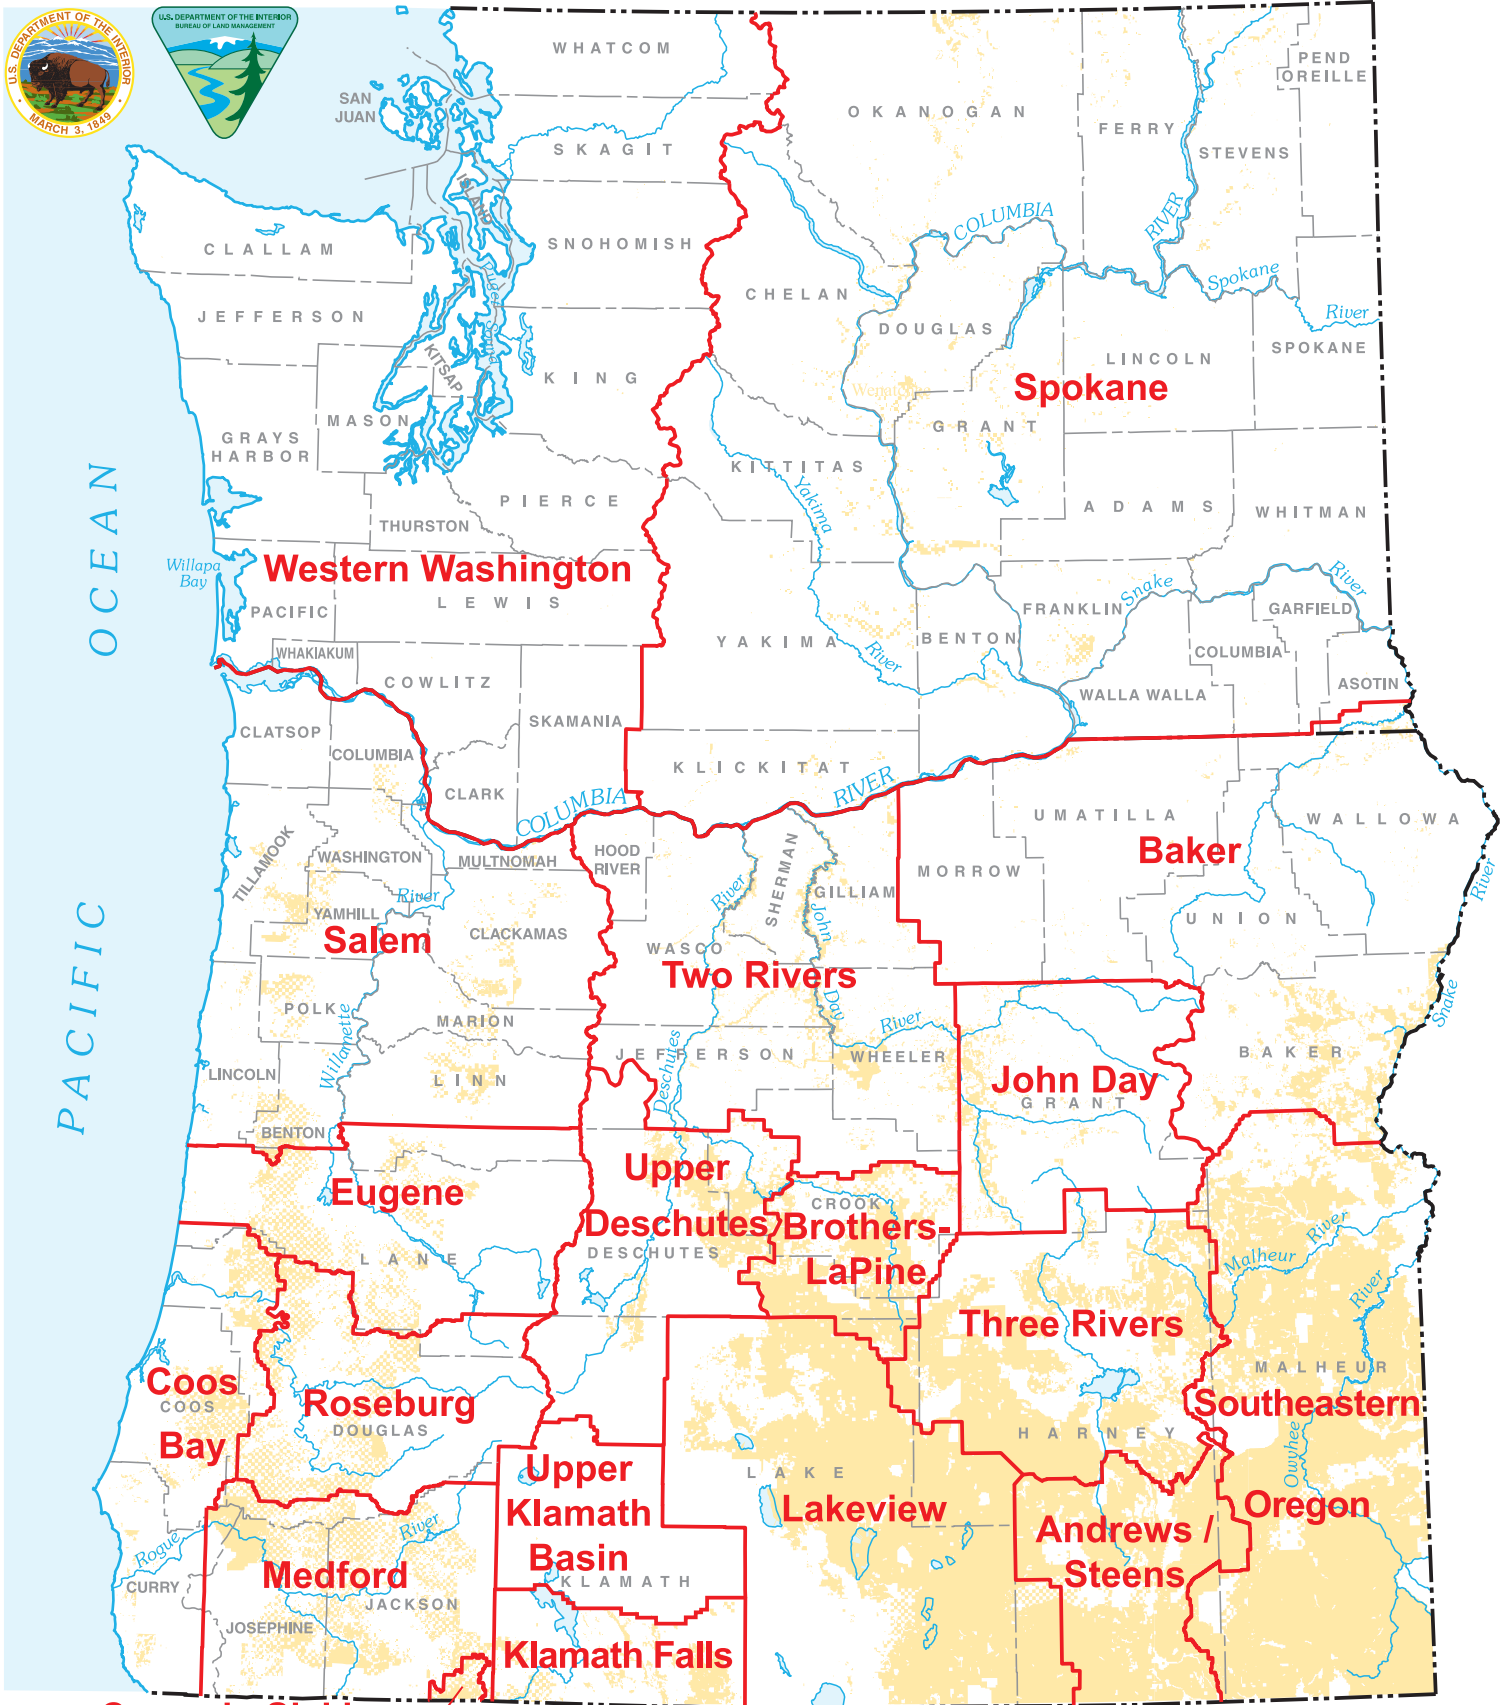 U.S. DEPARTMENT OF THE INTERIOR
MARCH 3, 1849
U.S. DEPARTMENT OF THE INTERIOR
BUREAU OF LAND MANAGEMENT
WHATCOM
PEND
OREILLE
SAN
JUAN
OKANOGAN
FERRY
SKAGIT
STEVENS
ISLAND
COLUMBIA
RIVER
CLALLAM
SNOHOMISH
Puget Sound
Spokane
River
CHELAN
JEFFERSON
DOUGLAS
LINCOLN
SPOKANE
KITSAP
KING
Spokane
Wenatchee
MASON
GRAYS
HARBOR
GRANT
KITTITAS
Yakima
River
PIERCE
ADAMS
WHITMAN
THURSTON
PACIFIC
OCEAN
Willapa
Bay
Western Washington
LEWIS
PACIFIC
Snake
River
FRANKLIN
GARFIELD
YAKIMA
BENTON
WHAKIAKUM
COLUMBIA
COWLITZ
WALLA WALLA
ASOTIN
SKAMANIA
CLATSOP
COLUMBIA
KLICKITAT
CLARK
COLUMBIA
RIVER
UMATILLA
WALLOWA
TILLAMOOK
WASHINGTON
MULTNOMAH
HOOD
RIVER
SHERMAN
Baker
MORROW
River
GILLIAM
River
YAMHILL
River
John
Day
River
UNION
Salem
CLACKAMAS
WASCO
Two Rivers
Snake
POLK
MARION
Willamette
Deschutes
JEFFERSON
WHEELER
BAKER
LINCOLN
LINN
John Day
GRANT
BENTON
Upper
Deschutes/
DESCHUTES
Eugene
LANE
CROOK
Brothers-
LaPine
Malheur
River
River
Three Rivers
MALHEUR
Coos
COOS
Bay
Roseburg
DOUGLAS
Southeastern
Oregon
HARNEY
Owyhee
Upper
Klamath
Basin
KLAMATH
LAKE
Lakeview
Andrews /
Steens
Rogue
River
CURRY
Medford
JACKSON
JOSEPHINE
Klamath Falls